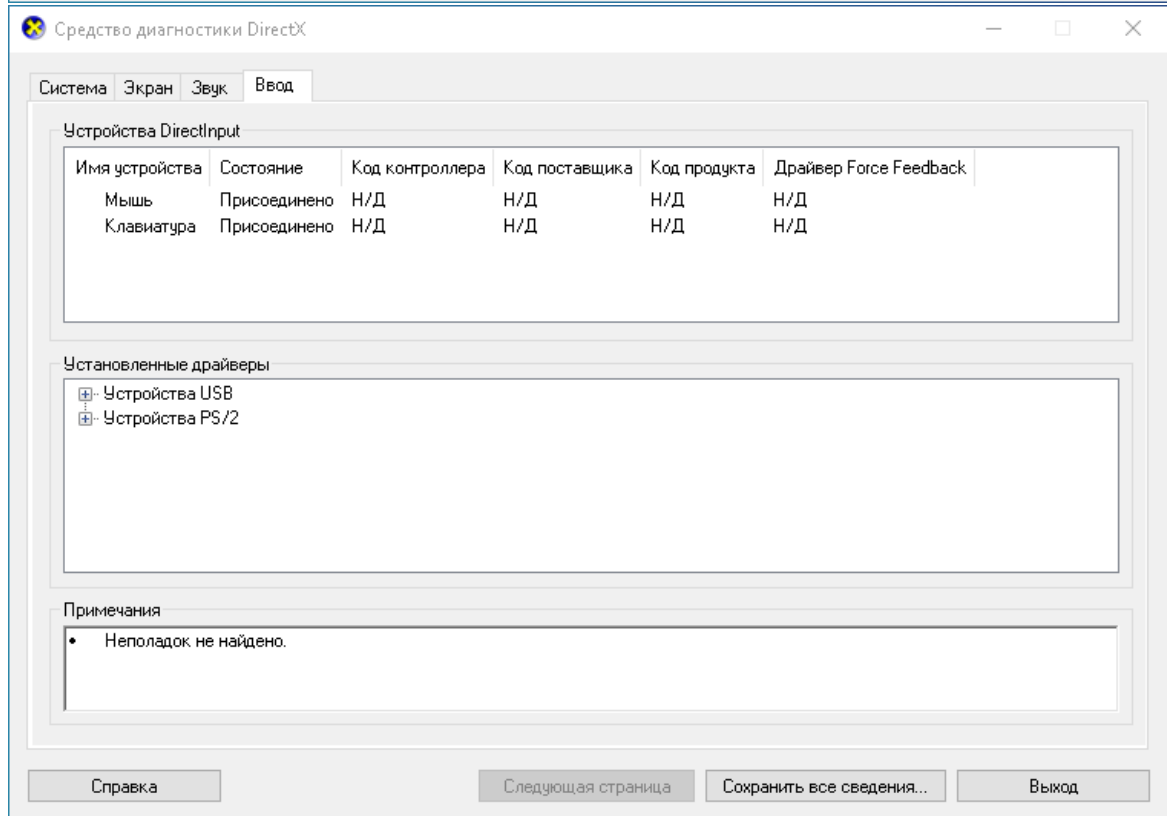 Средство диагностики DirectX
Система Экран Звук Ввод
Устройства DirectInput
Имя устройства Состояние Код контроллера Код поставщика Код продукта Драйвер Force Feedback
Мышь Присоединено Н/Д Н/Д Н/Д Н/Д
Клавиатура Присоединено Н/Д Н/Д Н/Д Н/Д
Установленные драйверы
Устройства USB
Устройства PS/2
Примечания
• Неполадок не найдено.
Справка Следующая страница Сохранить все сведения... Выход